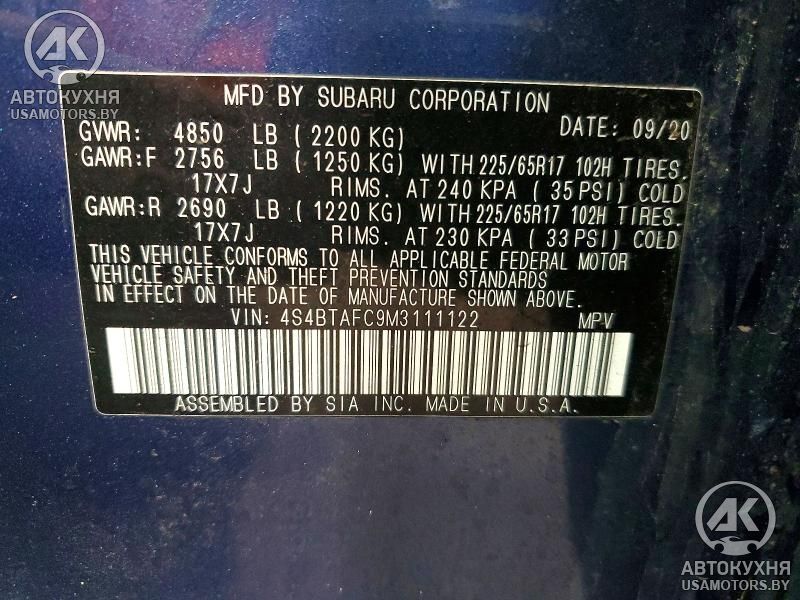 AK
АВТОКУХНЯ
USAMOTORS.BY
MFD BY SUBARU CORPORATION
GVWR: 4850 LB ( 2200 KG) DATE: 09/20
GAWR:F 2756 LB ( 1250 KG) WITH 225/65R17 102H TIRES.
17X7J RIMS. AT 240 KPA ( 35 PSI) COLD
GAWR:R 2690 LB ( 1220 KG) WITH 225/65R17 102H TIRES.
17X7J RIMS. AT 230 KPA ( 33 PSI) COLD
THIS VEHICLE CONFORMS TO ALL APPLICABLE FEDERAL MOTOR
VEHICLE SAFETY AND THEFT PREVENTION STANDARDS
IN EFFECT ON THE DATE OF MANUFACTURE SHOWN ABOVE.
VIN: 4S4BTAFC9M3111122 MPV
ASSEMBLED BY SIA INC. MADE IN U.S.A.
AK
АВТОКУХНЯ
USAMOTORS.BY